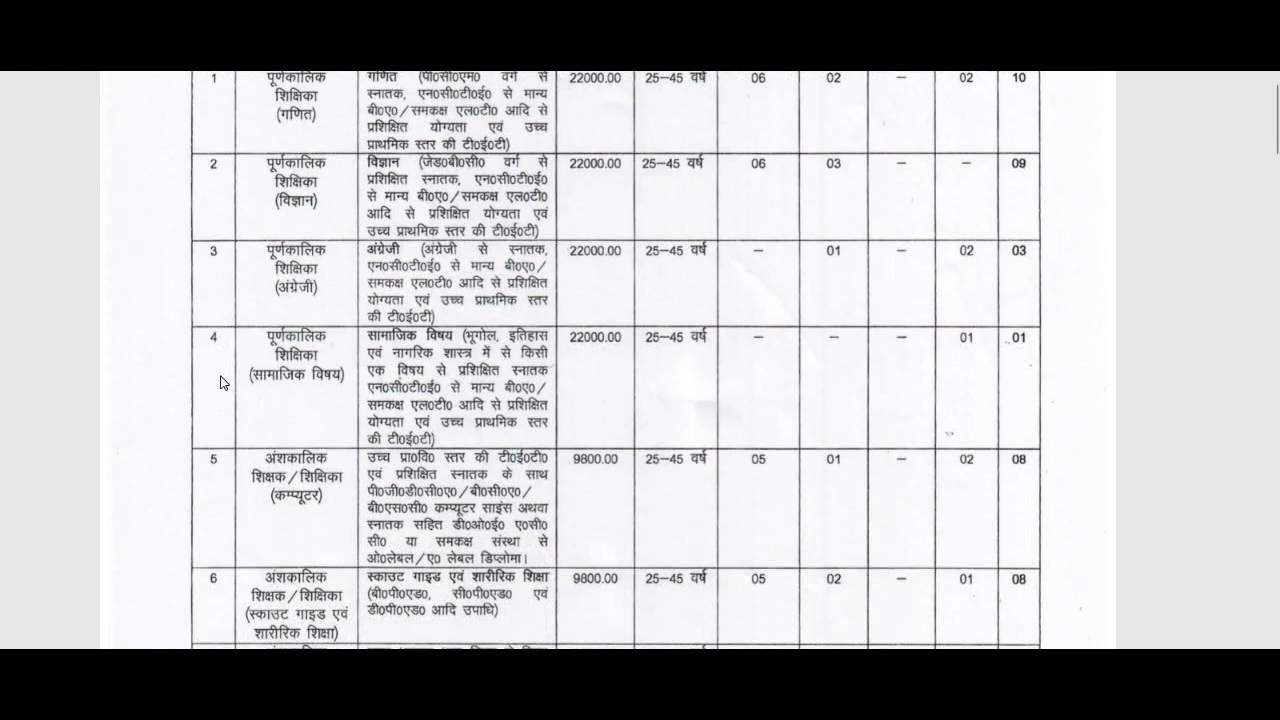 1 पूर्णकालिक गणित (पी0सी0एम0 वर्ग से 22000.00 25–45 वर्ष 06 02 – 02 10
शिक्षिका स्नातक, एन0सी0टी0ई0 से मान्य
(गणित) बी0ए0/समकक्ष एल0टी0 आदि से
प्रशिक्षित योग्यता एवं उच्च
प्राथमिक स्तर की टी0ई0टी)
2 पूर्णकालिक विज्ञान (जेड0बी0सी0 वर्ग से 22000.00 25–45 वर्ष 06 03 – – 09
शिक्षिका प्रशिक्षित स्नातक, एन0सी0टी0ई0
(विज्ञान) से मान्य बी0ए0/समकक्ष एल0टी0
आदि से प्रशिक्षित योग्यता एवं
उच्च प्राथमिक स्तर की टी0ई0टी)
3 पूर्णकालिक अंग्रेजी (अंग्रेजी से स्नातक, 22000.00 25–45 वर्ष – 01 – 02 03
शिक्षिका एन0सी0टी0ई0 से मान्य बी0ए0/
(अंग्रेजी) समकक्ष एल0टी0 आदि से प्रशिक्षित
योग्यता एवं उच्च प्राथमिक स्तर
की टी0ई0टी)
4 पूर्णकालिक सामाजिक विषय (भूगोल, इतिहास 22000.00 25–45 वर्ष – – – 01 01
शिक्षिका एवं नागरिक शास्त्र में से किसी
(सामाजिक विषय) एक विषय से प्रशिक्षित स्नातक
एन0सी0टी0ई0 से मान्य बी0ए0/
समकक्ष एल0टी0 आदि से प्रशिक्षित
योग्यता एवं उच्च प्राथमिक स्तर
की टी0ई0टी)
5 अंशकालिक उच्च प्रा0वि0 स्तर की टी0ई0टी0 9800.00 25–45 वर्ष 05 01 – 02 08
शिक्षक/शिक्षिका एवं प्रशिक्षित स्नातक के साथ
(कम्प्यूटर) पी0जी0डी0सी0ए0/बी0सी0ए0/
बी0एस0सी0 कम्प्यूटर साइंस अथवा
स्नातक सहित डी0ओ0ई0 ए0सी0
सी0 या समकक्ष संस्था से
ओ0लेबल/ए0 लेबल डिप्लोमा।
6 अंशकालिक स्काउट गाइड एवं शारीरिक शिक्षा 9800.00 25–45 वर्ष 05 02 – 01 08
शिक्षक/शिक्षिका (बी0पी0एड0, सी0पी0एड0 एवं
(स्काउट गाइड एवं डी0पी0एड0 आदि उपाधि)
शारीरिक शिक्षा)